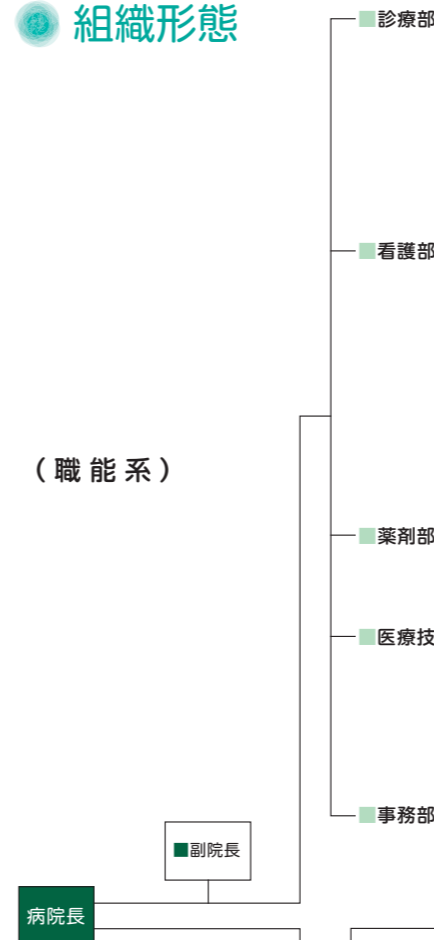 組織形態
■診療部
■看護部
(職能系)
■薬剤部
■医療技
■事務部
■副院長
病院長